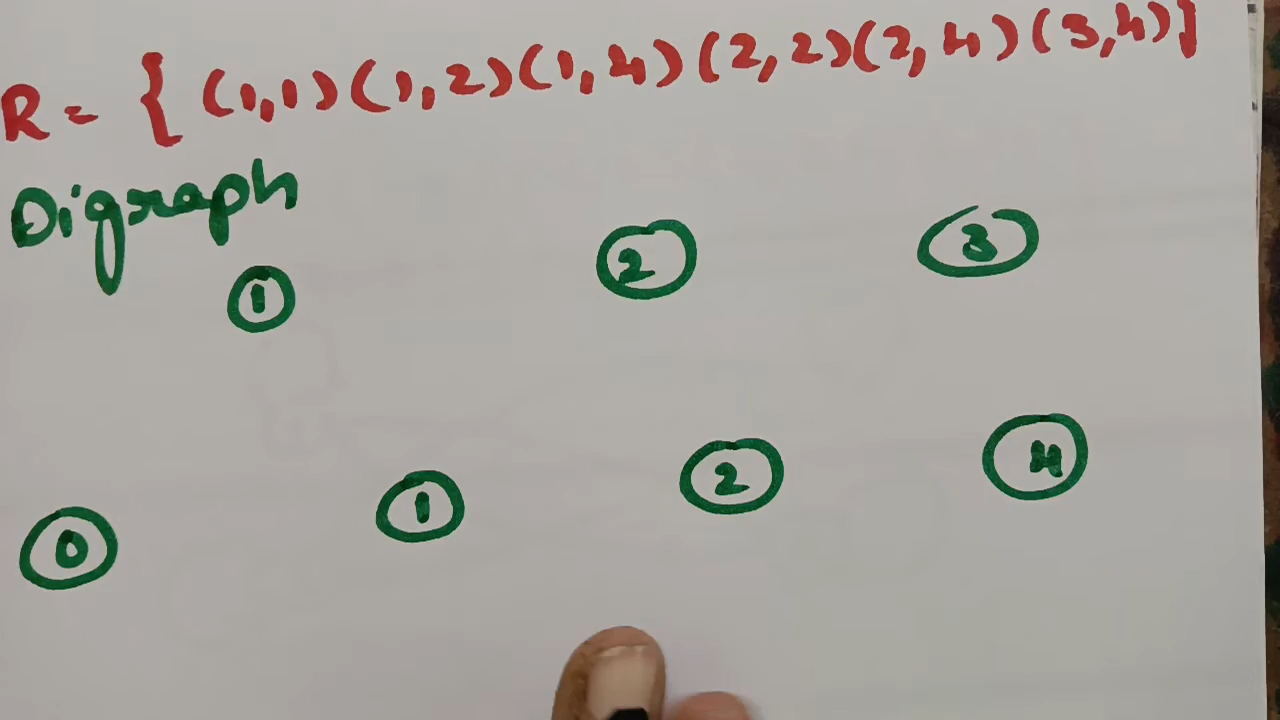 R = { (1,1)(1,2)(1,4)(2,2)(2,4)(3,4)}
Digraph
1 2 3
0 1 2 4